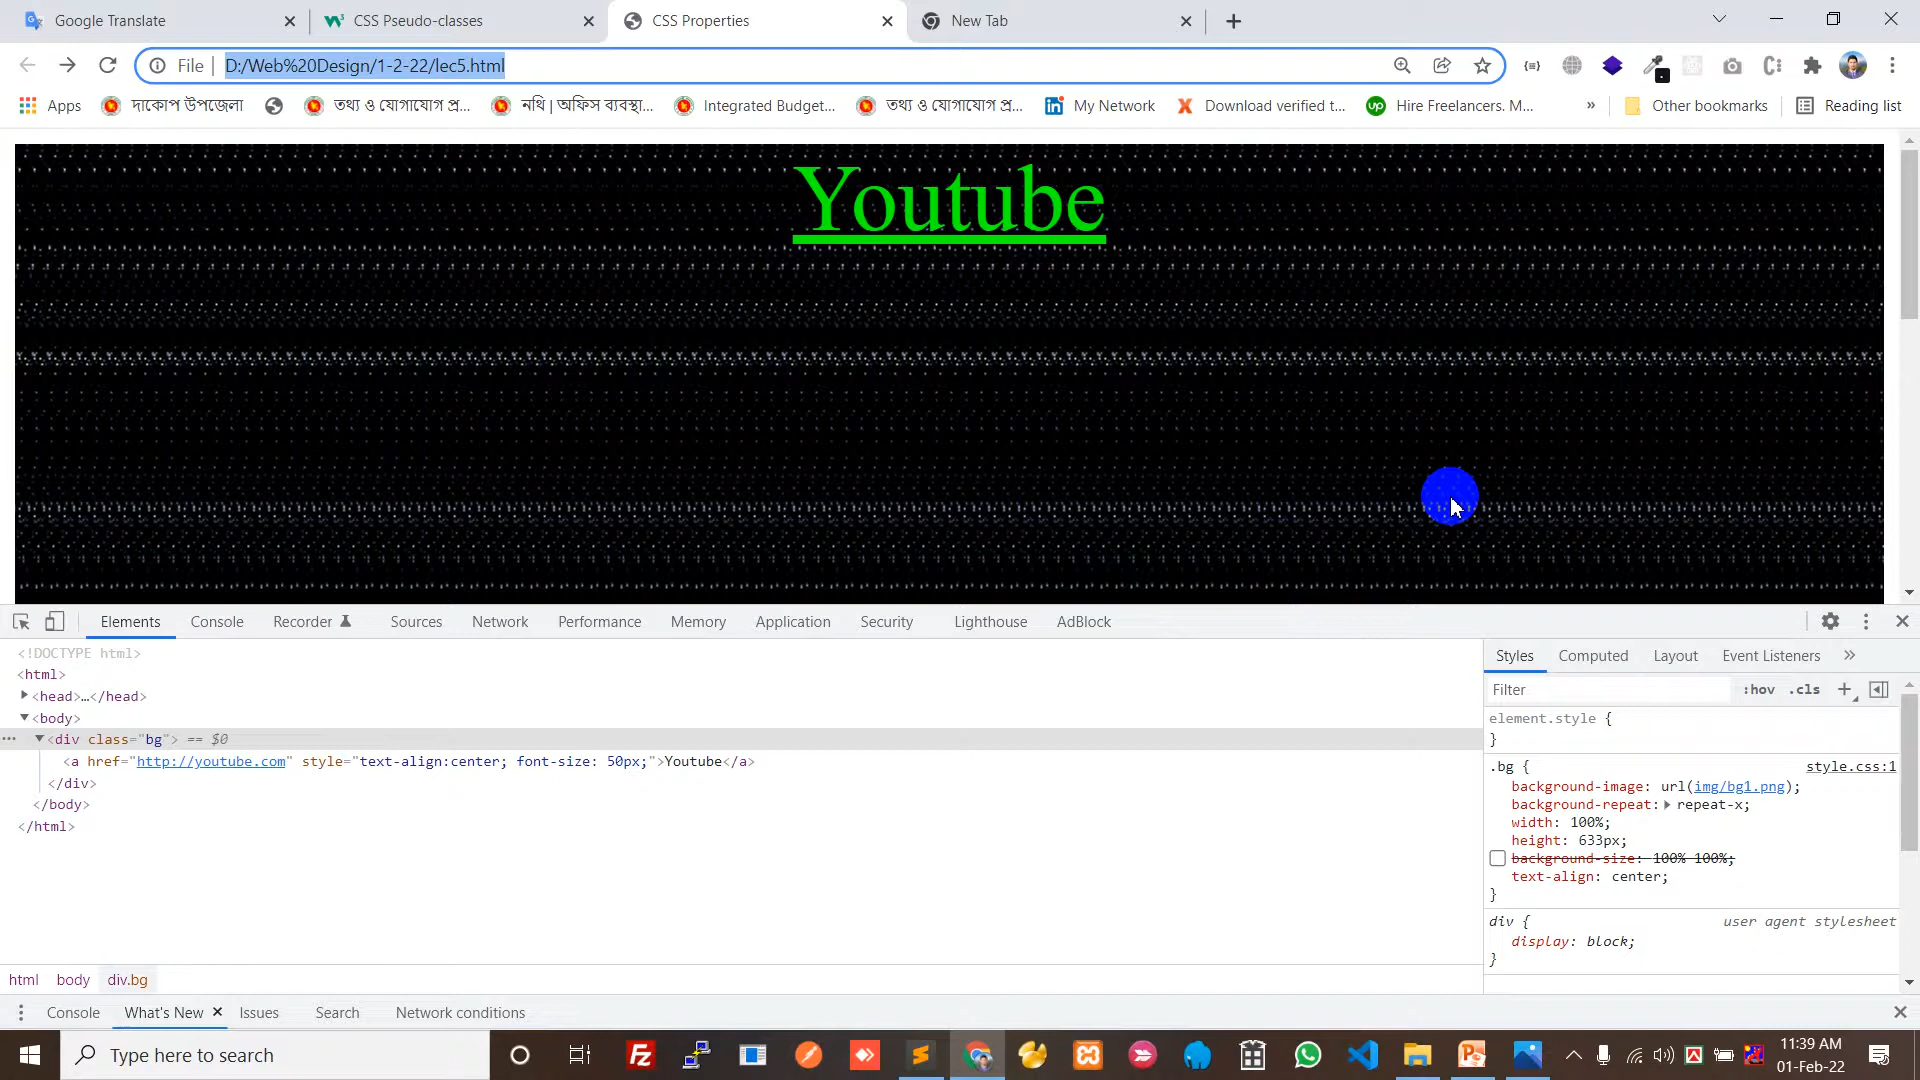 Google Translate
CSS Pseudo-classes
CSS Properties
New Tab
File | D:/Web%20Design/1-2-22/lec5.html
Apps
দাকোপ উপজেলা
তথ্য ও যোগাযোগ প্র...
নথি | অফিস ব্যবস্থা...
Integrated Budget...
তথ্য ও যোগাযোগ প্র...
My Network
Download verified t...
Hire Freelancers. M...
»
Other bookmarks
Reading list
Youtube
Elements
Console
Recorder
Sources
Network
Performance
Memory
Application
Security
Lighthouse
AdBlock
<!DOCTYPE html>
<html>
<head>…</head>
<body>
<div class="bg"> == $0
<a href="http://youtube.com" style="text-align:center; font-size: 50px;">Youtube</a>
</div>
</body>
</html>
html body div.bg
Styles
Computed
Layout
Event Listeners
»
Filter
:hov .cls +
element.style {
}
.bg {
style.css:1
background-image: url(img/bg1.png);
background-repeat: repeat-x;
width: 100%;
height: 633px;
background-size: 100% 100%;
text-align: center;
}
div {
user agent stylesheet
display: block;
}
Console
What's New
Issues
Search
Network conditions
Type here to search
11:39 AM
01-Feb-22